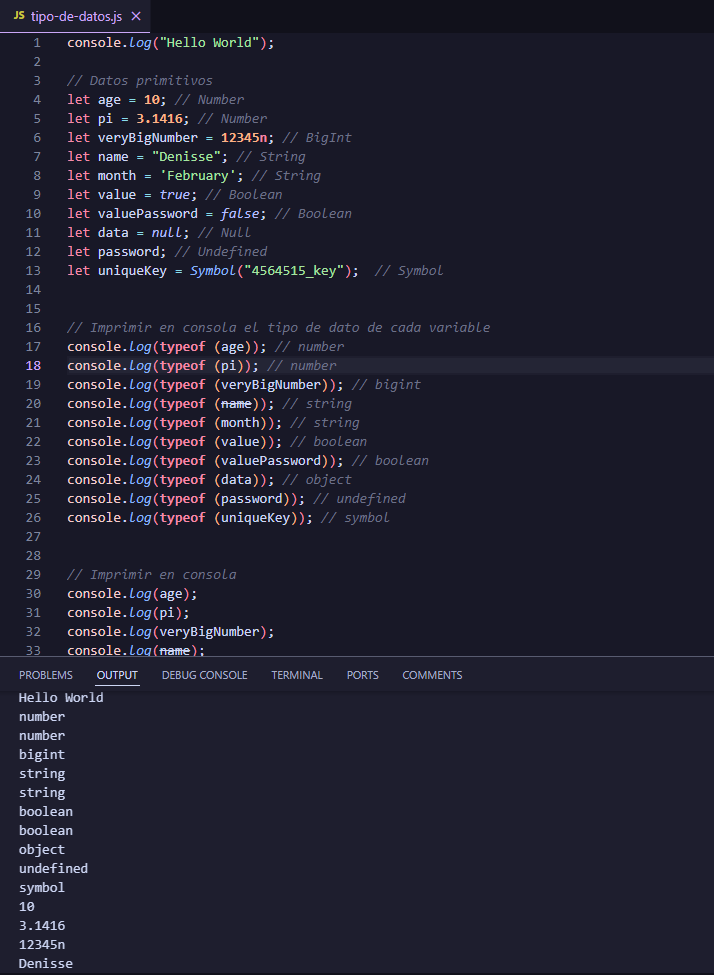 JS tipo-de-datos.js ×
1 console.log("Hello World");
2
3 // Datos primitivos
4 let age = 10; // Number
5 let pi = 3.1416; // Number
6 let veryBigNumber = 12345n; // BigInt
7 let name = "Denisse"; // String
8 let month = 'February'; // String
9 let value = true; // Boolean
10 let valuePassword = false; // Boolean
11 let data = null; // Null
12 let password; // Undefined
13 let uniqueKey = Symbol("4564515_key");  // Symbol
14
15
16 // Imprimir en consola el tipo de dato de cada variable
17 console.log(typeof (age)); // number
18 console.log(typeof (pi)); // number
19 console.log(typeof (veryBigNumber)); // bigint
20 console.log(typeof (name)); // string
21 console.log(typeof (month)); // string
22 console.log(typeof (value)); // boolean
23 console.log(typeof (valuePassword)); // boolean
24 console.log(typeof (data)); // object
25 console.log(typeof (password)); // undefined
26 console.log(typeof (uniqueKey)); // symbol
27
28
29 // Imprimir en consola
30 console.log(age);
31 console.log(pi);
32 console.log(veryBigNumber);
33 console.log(name);
PROBLEMS OUTPUT DEBUG CONSOLE TERMINAL PORTS COMMENTS
Hello World
number
number
bigint
string
string
boolean
boolean
object
undefined
symbol
10
3.1416
12345n
Denisse